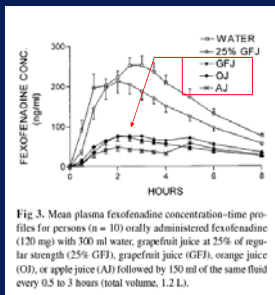 WATER
25% GFJ
GFJ
OJ
AJ
FEXOFENADINE CONC.
(ng/ml)
300
200
100
0
0 2 4 6 8
HOURS
Fig 3. Mean plasma fexofenadine concentration–time pro-
files for persons (n = 10) orally administered fexofenadine
(120 mg) with 300 ml water, grapefruit juice at 25% of regu-
lar strength (25% GFJ), grapefruit juice (GFJ), orange juice
(OJ), or apple juice (AJ) followed by 150 ml of the same fluid
every 0.5 to 3 hours (total volume, 1.2 L).